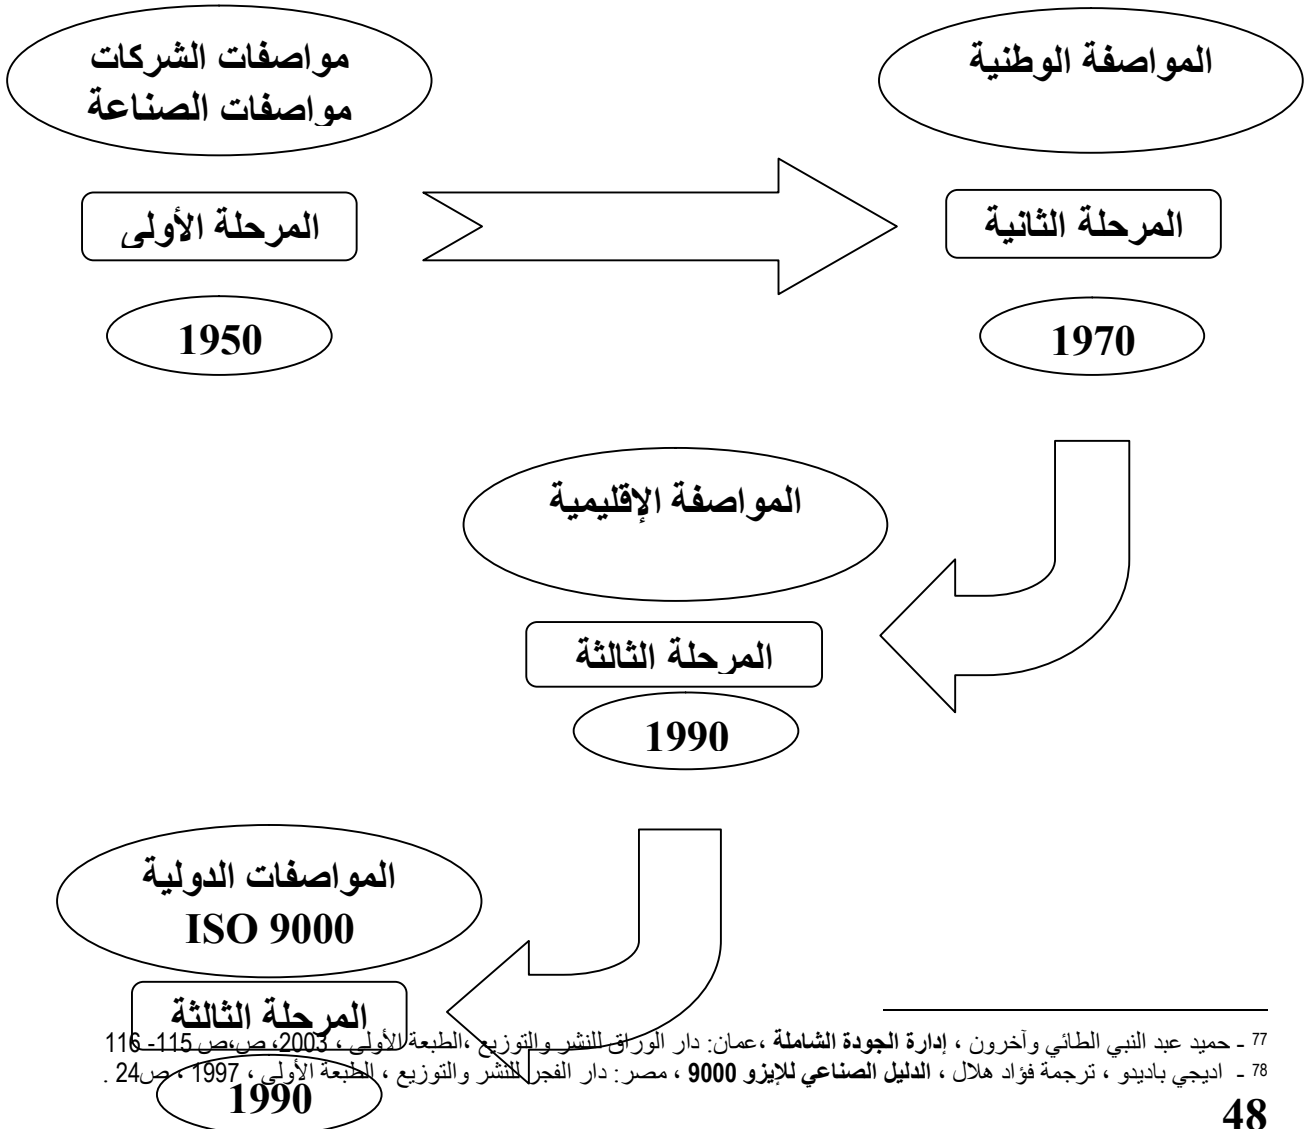 مواصفات الشركات
مواصفات الصناعة
المرحلة الأولى
1950
المواصفة الوطنية
المرحلة الثانية
1970
المواصفة الإقليمية
المرحلة الثالثة
1990
المواصفات الدولية
ISO 9000
المرحلة الثالثة
1990
77 - حميد عبد النبي الطائي وآخرون ، إدارة الجودة الشاملة ،عمان: دار الوراق للنشر والتوزيع ،الطبعة الأولى ، 2003، ص،ص 115- 116
78 - اديجي باديدو ، ترجمة فؤاد هلال ، الدليل الصناعي للإيزو 9000 ، مصر: دار الفجر للنشر والتوزيع ، الطبعة الأولى ، 1997 ، ص24 .
48